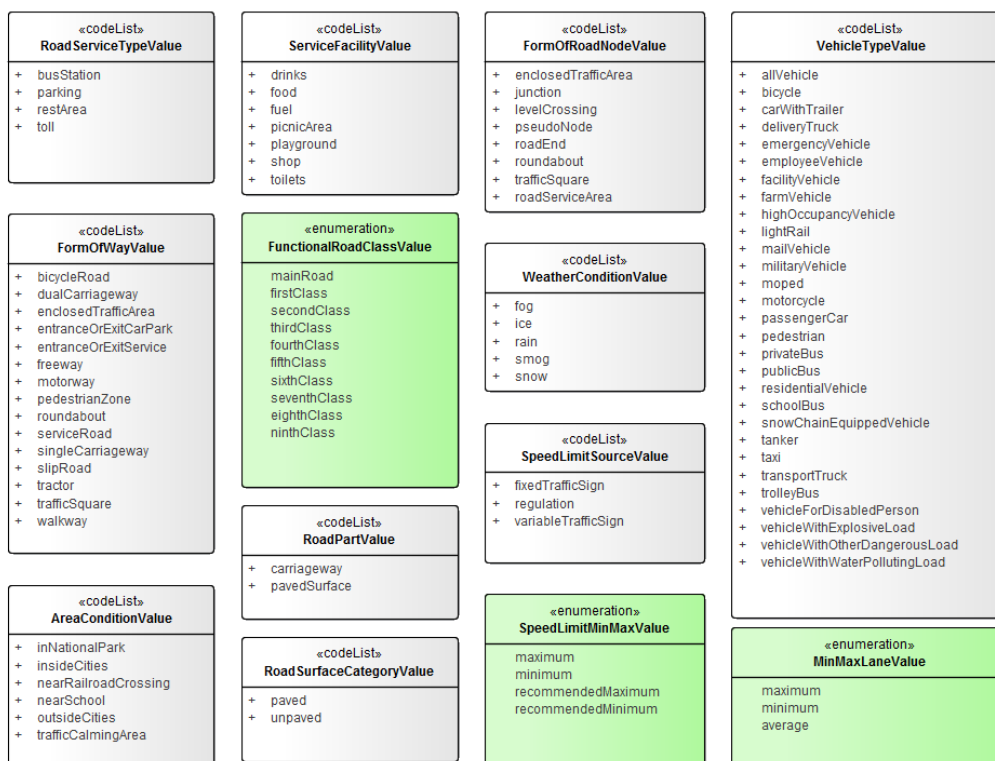 «codeList»
RoadServiceTypeValue
+ busStation
+ parking
+ restArea
+ toll
«codeList»
ServiceFacilityValue
+ drinks
+ food
+ fuel
+ picnicArea
+ playground
+ shop
+ toilets
«codeList»
FormOfRoadNodeValue
+ enclosedTrafficArea
+ junction
+ levelCrossing
+ pseudoNode
+ roadEnd
+ roundabout
+ trafficSquare
+ roadServiceArea
«codeList»
VehicleTypeValue
+ allVehicle
+ bicycle
+ carWithTrailer
+ deliveryTruck
+ emergencyVehicle
+ employeeVehicle
+ facilityVehicle
+ farmVehicle
+ highOccupancyVehicle
+ lightRail
+ mailVehicle
+ militaryVehicle
+ moped
+ motorcycle
+ passengerCar
+ pedestrian
+ privateBus
+ publicBus
+ residentialVehicle
+ schoolBus
+ snowChainEquippedVehicle
+ tanker
+ taxi
+ transportTruck
+ trolleyBus
+ vehicleForDisabledPerson
+ vehicleWithExplosiveLoad
+ vehicleWithOtherDangerousLoad
+ vehicleWithWaterPollutingLoad
«codeList»
FormOfWayValue
+ bicycleRoad
+ dualCarriageway
+ enclosedTrafficArea
+ entranceOrExitCarPark
+ entranceOrExitService
+ freeway
+ motorway
+ pedestrianZone
+ roundabout
+ serviceRoad
+ singleCarriageway
+ slipRoad
+ tractor
+ trafficSquare
+ walkway
«enumeration»
FunctionalRoadClassValue
mainRoad
firstClass
secondClass
thirdClass
fourthClass
fifthClass
sixthClass
seventhClass
eighthClass
ninthClass
«codeList»
WeatherConditionValue
+ fog
+ ice
+ rain
+ smog
+ snow
«codeList»
SpeedLimitSourceValue
+ fixedTrafficSign
+ regulation
+ variableTrafficSign
«codeList»
RoadPartValue
+ carriageway
+ pavedSurface
«codeList»
AreaConditionValue
+ inNationalPark
+ insideCities
+ nearRailroadCrossing
+ nearSchool
+ outsideCities
+ trafficCalmingArea
«codeList»
RoadSurfaceCategoryValue
+ paved
+ unpaved
«enumeration»
SpeedLimitMinMaxValue
maximum
minimum
recommendedMaximum
recommendedMinimum
«enumeration»
MinMaxLaneValue
maximum
minimum
average